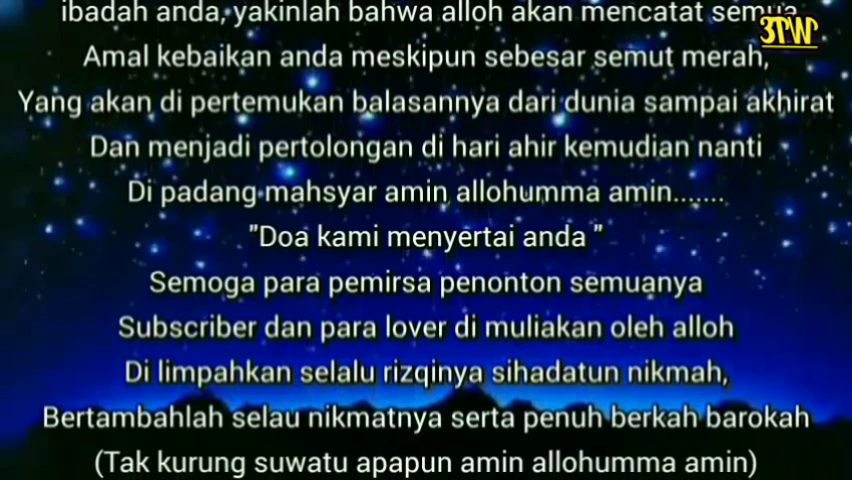 ibadah anda, yakinlah bahwa alloh akan mencatat semua
3TW
Amal kebaikan anda meskipun sebesar semut merah,
Yang akan di pertemukan balasannya dari dunia sampai akhirat
Dan menjadi pertolongan di hari ahir kemudian nanti
Di padang mahsyar amin allohumma amin.......
"Doa kami menyertai anda "
Semoga para pemirsa penonton semuanya
Subscriber dan para lover di muliakan oleh alloh
Di limpahkan selalu rizqinya sihadatun nikmah,
Bertambahlah selau nikmatnya serta penuh berkah barokah
(Tak kurung suwatu apapun amin allohumma amin)